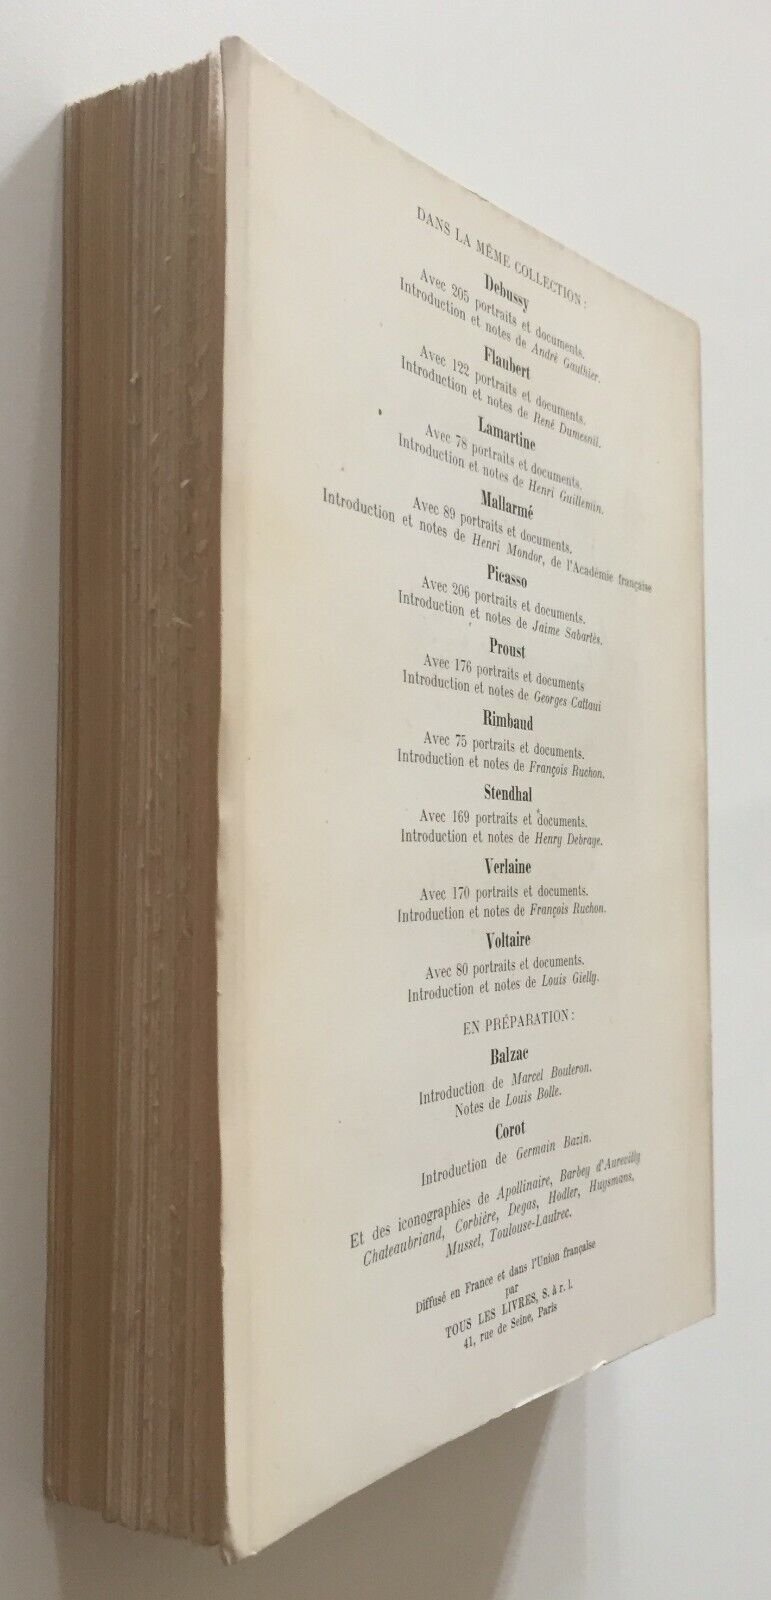 DANS LA MÊME COLLECTION :
Debussy
Avec 205 portraits et documents.
Introduction et notes de André Gauthier.
Flaubert
Avec 122 portraits et documents.
Introduction et notes de René Dumesnil.
Lamartine
Avec 78 portraits et documents.
Introduction et notes de Henri Guillemin.
Mallarmé
Avec 89 portraits et documents.
Introduction et notes de Henri Mondor, de l'Académie française
Picasso
Avec 206 portraits et documents.
Introduction et notes de Jaime Sabartès.
Proust
Avec 176 portraits et documents
Introduction et notes de Georges Cattaui
Rimbaud
Avec 75 portraits et documents.
Introduction et notes de François Ruchon.
Stendhal
Avec 169 portraits et documents.
Introduction et notes de Henry Debraye.
Verlaine
Avec 170 portraits et documents.
Introduction et notes de François Ruchon.
Voltaire
Avec 80 portraits et documents.
Introduction et notes de Louis Gielly.
EN PRÉPARATION :
Balzac
Introduction de Marcel Bouteron.
Notes de Louis Bolle.
Corot
Introduction de Germain Bazin.
Et des iconographies de Apollinaire, Barbey d'Aurevilly
Chateaubriand, Corbière, Degas, Hodler, Huysmans,
Musset, Toulouse-Lautrec.
Diffusé en France et dans l'Union française
par
TOUS LES LIVRES, S. à r. l.
41, rue de Seine, Paris